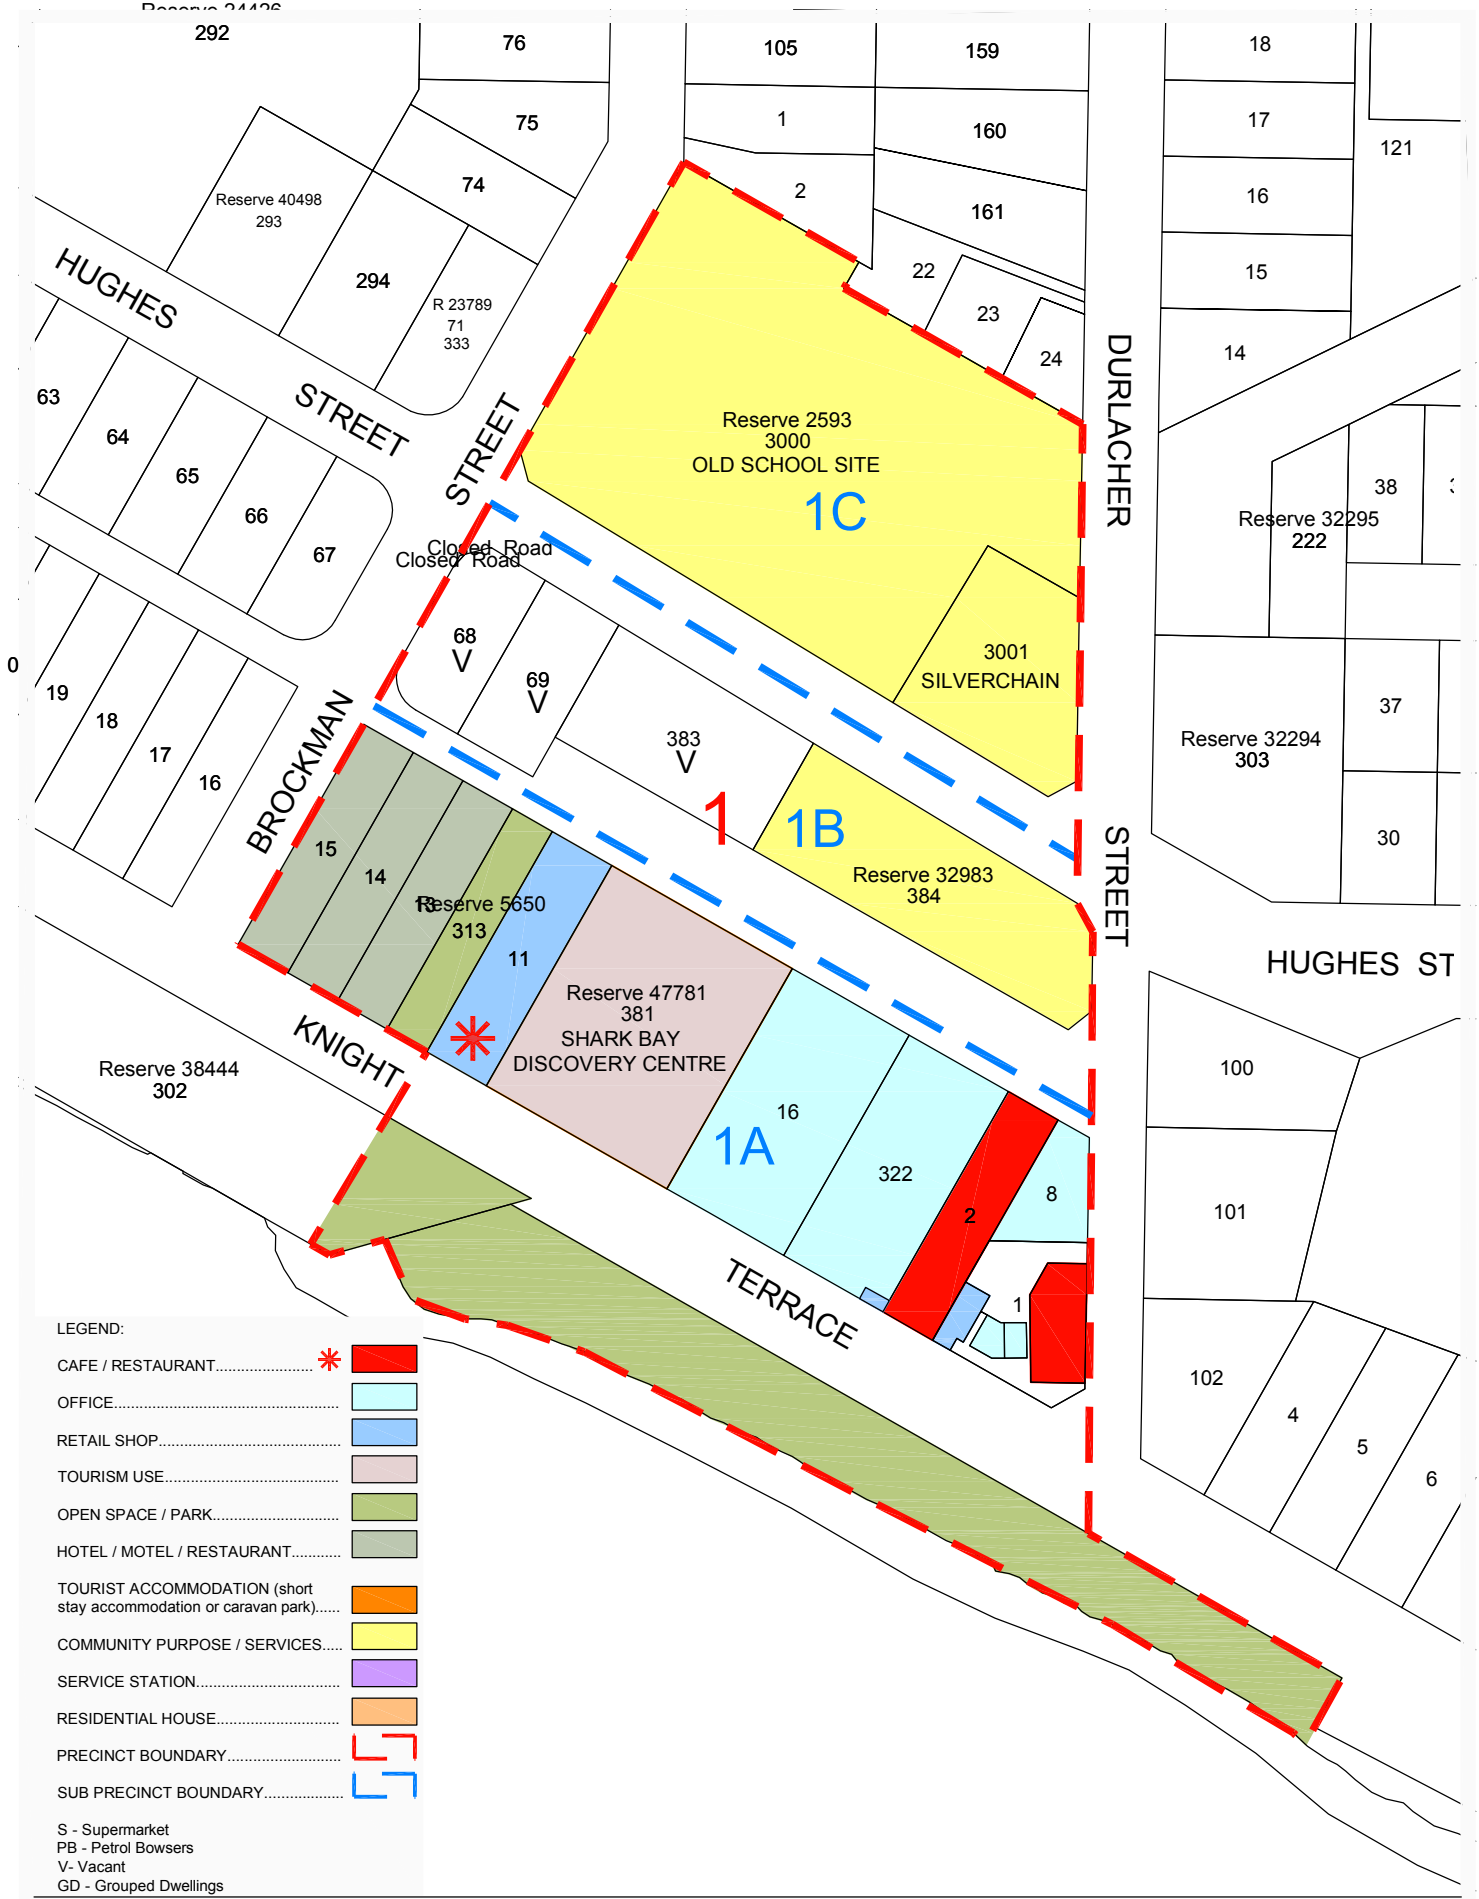 Reserve 24426
292
76
105
159
18
75
1
160
17
121
74
2
161
16
Reserve 40498
293
294
R 23789
71
333
22
23
24
15
14
HUGHES
STREET
63
64
65
66
67
STREET
BROCKMAN
DURLACHER
STREET
Reserve 2593
3000
OLD SCHOOL SITE
1C
38
Reserve 32295
222
Closed Road
Closed Road
68
V
69
V
383
V
3001
SILVERCHAIN
0
19
18
17
16
37
Reserve 32294
303
30
1
1B
Reserve 32983
384
15
14
13
Reserve 5650
313
11
HUGHES ST
Reserve 47781
381
SHARK BAY
DISCOVERY CENTRE
KNIGHT
TERRACE
Reserve 38444
302
1A
16
322
2
8
1
100
101
102
4
5
6
LEGEND:
CAFE / RESTAURANT......................
OFFICE...................................................
RETAIL SHOP.........................................
TOURISM USE.......................................
OPEN SPACE / PARK............................
HOTEL / MOTEL / RESTAURANT...........
TOURIST ACCOMMODATION (short
stay accommodation or caravan park)......
COMMUNITY PURPOSE / SERVICES.....
SERVICE STATION................................
RESIDENTIAL HOUSE...........................
PRECINCT BOUNDARY.........................
SUB PRECINCT BOUNDARY..................
S - Supermarket
PB - Petrol Bowsers
V- Vacant
GD - Grouped Dwellings